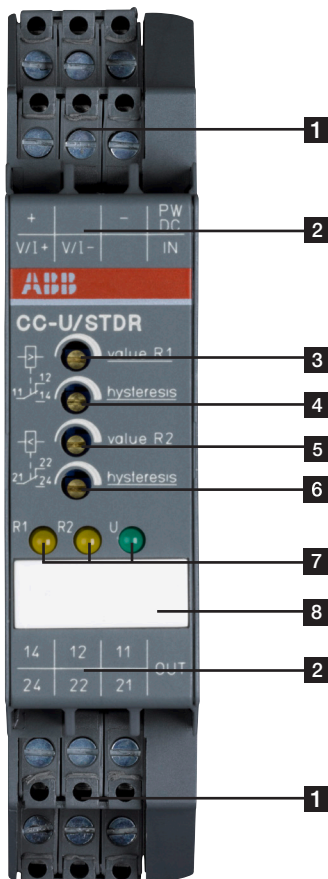 1
+ - PW DC
2
V/I+ V/I- IN
ABB
CC-U/STDR
value R1
3
12
11 14 hysteresis
4
value R2
5
22
21 24 hysteresis
6
R1 R2 U
7
8
14 12 11
OUT
2
24 22 21
1